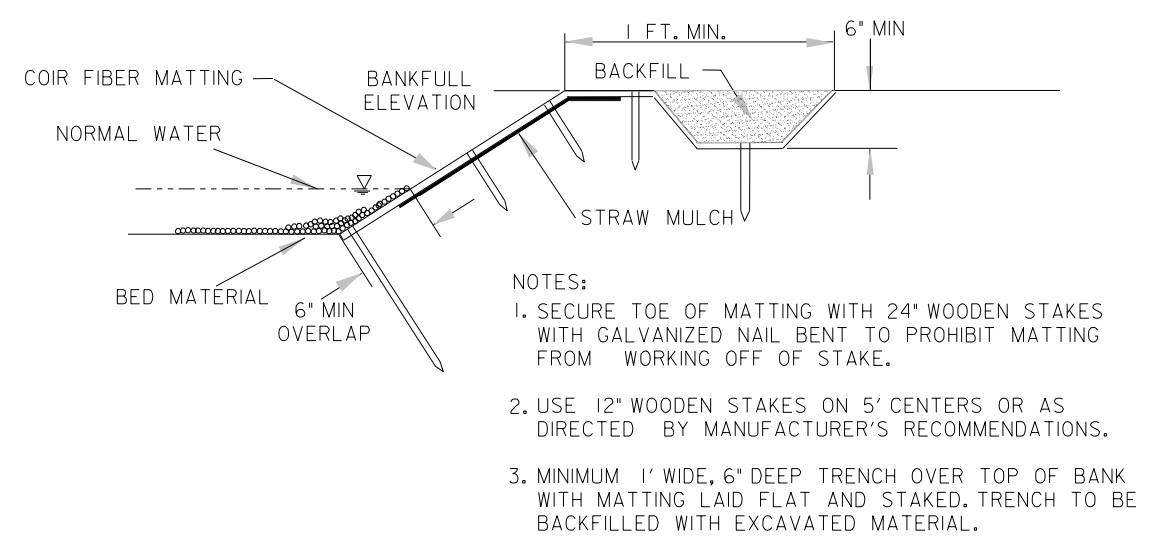 1 FT. MIN.
6" MIN
COIR FIBER MATTING
BANKFULL
ELEVATION
BACKFILL
NORMAL WATER
STRAW MULCH
BED MATERIAL
6" MIN
OVERLAP
NOTES:
1. SECURE TOE OF MATTING WITH 24" WOODEN STAKES
WITH GALVANIZED NAIL BENT TO PROHIBIT MATTING
FROM WORKING OFF OF STAKE.
2. USE 12" WOODEN STAKES ON 5' CENTERS OR AS
DIRECTED BY MANUFACTURER'S RECOMMENDATIONS.
3. MINIMUM 1' WIDE, 6" DEEP TRENCH OVER TOP OF BANK
WITH MATTING LAID FLAT AND STAKED. TRENCH TO BE
BACKFILLED WITH EXCAVATED MATERIAL.